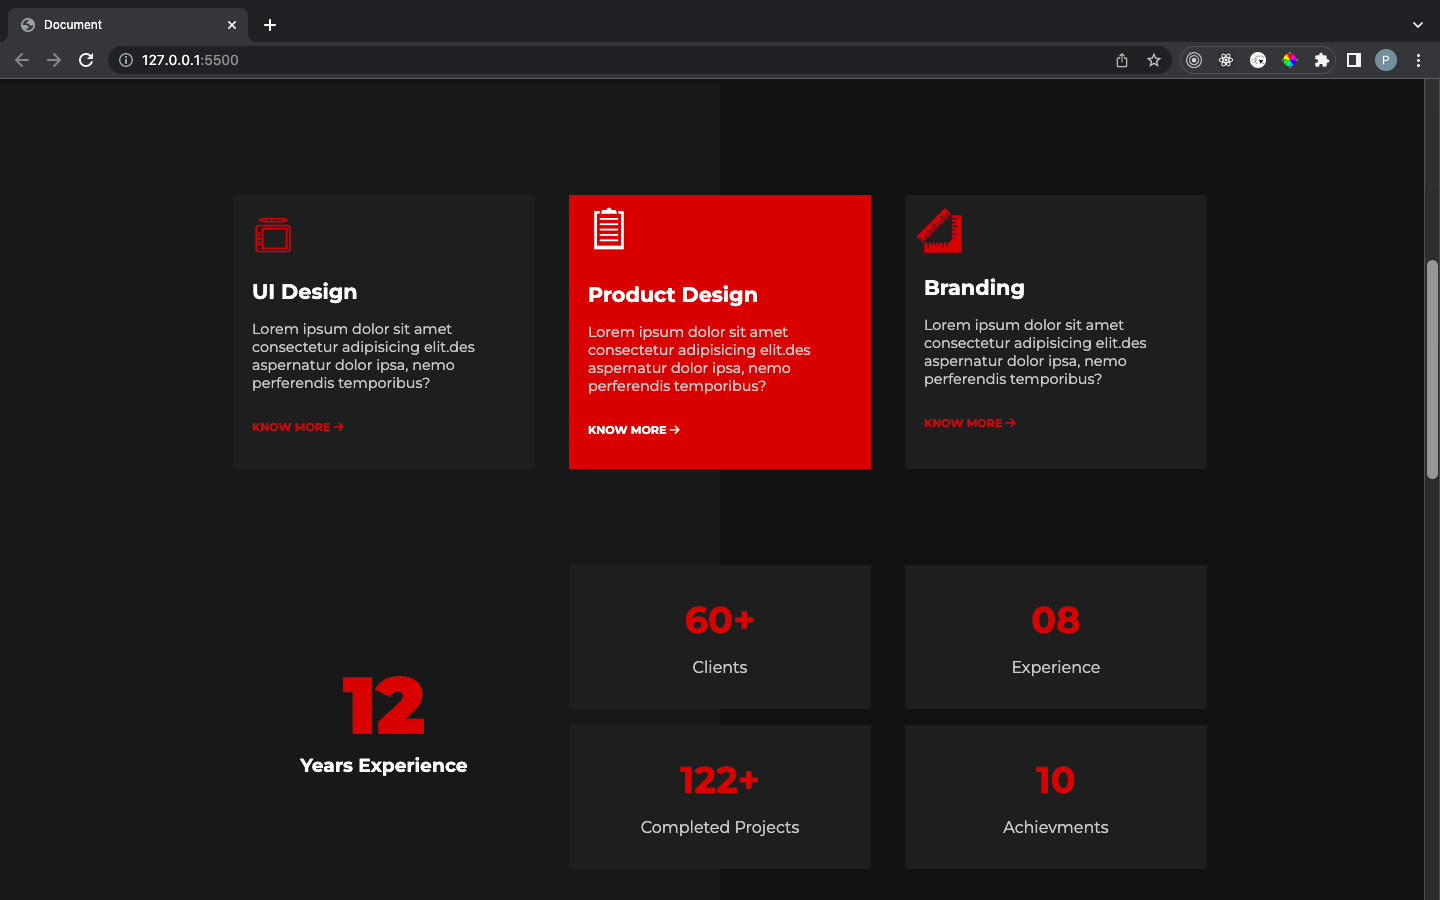 Document
127.0.0.1:5500
P
UI Design
Lorem ipsum dolor sit amet
consectetur adipisicing elit.des
aspernatur dolor ipsa, nemo
perferendis temporibus?
KNOW MORE →
Product Design
Lorem ipsum dolor sit amet
consectetur adipisicing elit.des
aspernatur dolor ipsa, nemo
perferendis temporibus?
KNOW MORE →
Branding
Lorem ipsum dolor sit amet
consectetur adipisicing elit.des
aspernatur dolor ipsa, nemo
perferendis temporibus?
KNOW MORE →
12
Years Experience
60+
Clients
08
Experience
122+
Completed Projects
10
Achievments